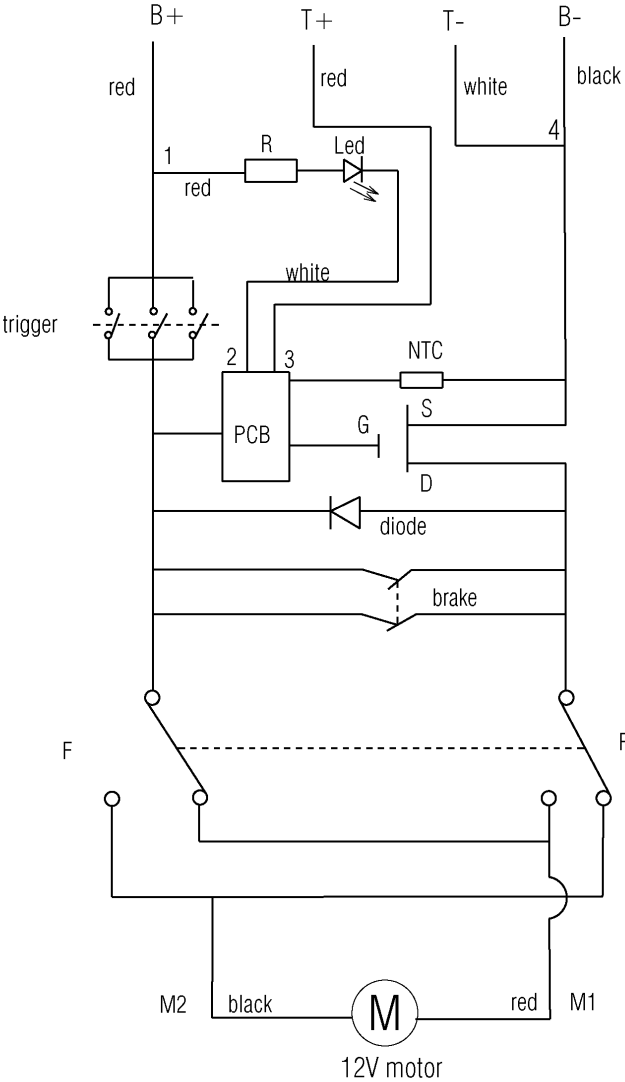 B+
T+
T-
B-
red
red
white
black
4
1
R
Led
red
white
trigger
2
3
NTC
S
G
PCB
D
diode
brake
F
M2
black
M
red
M1
12V motor